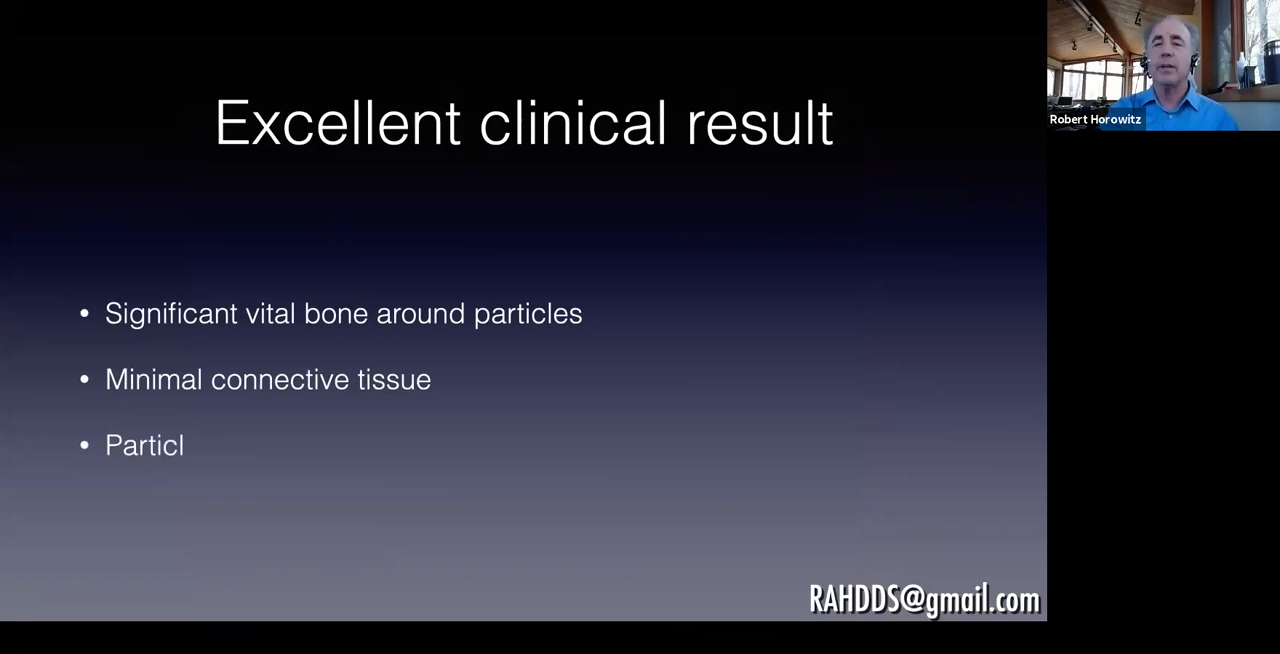 Excellent clinical result
• Significant vital bone around particles
• Minimal connective tissue
• Particl
RAHDDS@gmail.com
Robert Horowitz